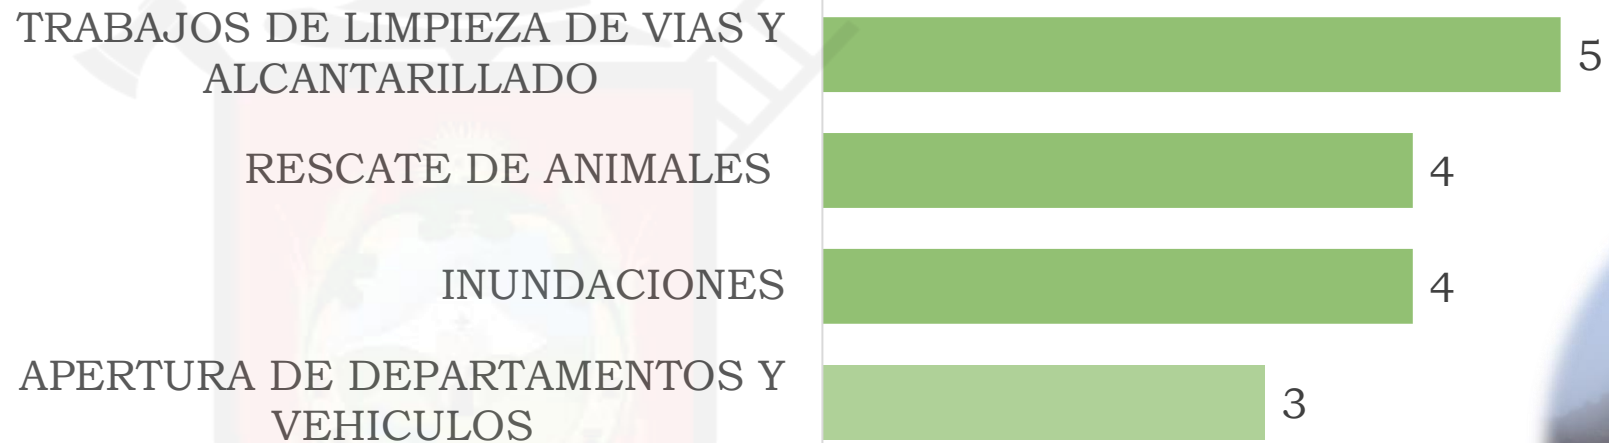 TRABAJOS DE LIMPIEZA DE VIAS Y
ALCANTARILLADO
5
RESCATE DE ANIMALES
4
INUNDACIONES
4
APERTURA DE DEPARTAMENTOS Y
VEHICULOS
3